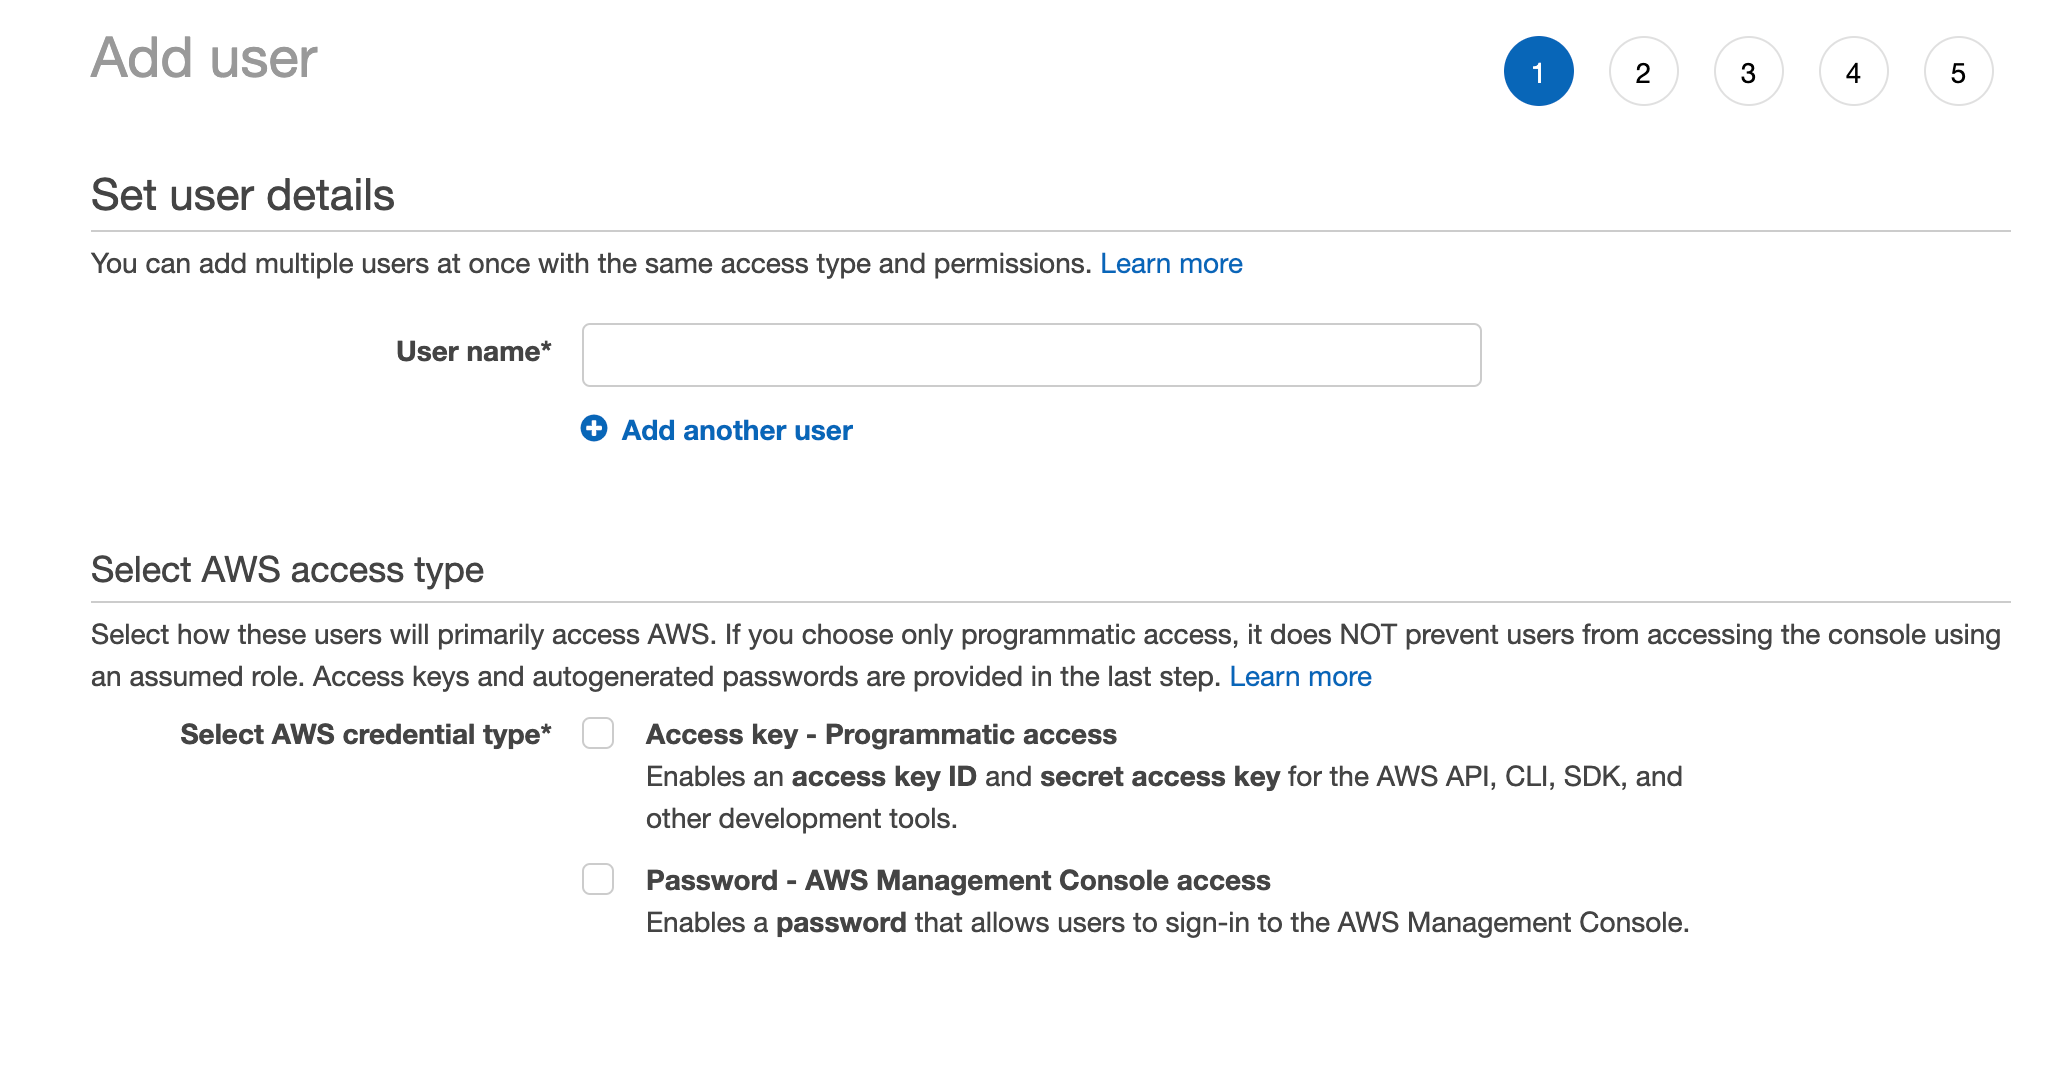 Add user
1 2 3 4 5
Set user details
You can add multiple users at once with the same access type and permissions. Learn more
User name*
Add another user
Select AWS access type
Select how these users will primarily access AWS. If you choose only programmatic access, it does NOT prevent users from accessing the console using
an assumed role. Access keys and autogenerated passwords are provided in the last step. Learn more
Select AWS credential type*
Access key - Programmatic access
Enables an access key ID and secret access key for the AWS API, CLI, SDK, and
other development tools.
Password - AWS Management Console access
Enables a password that allows users to sign-in to the AWS Management Console.